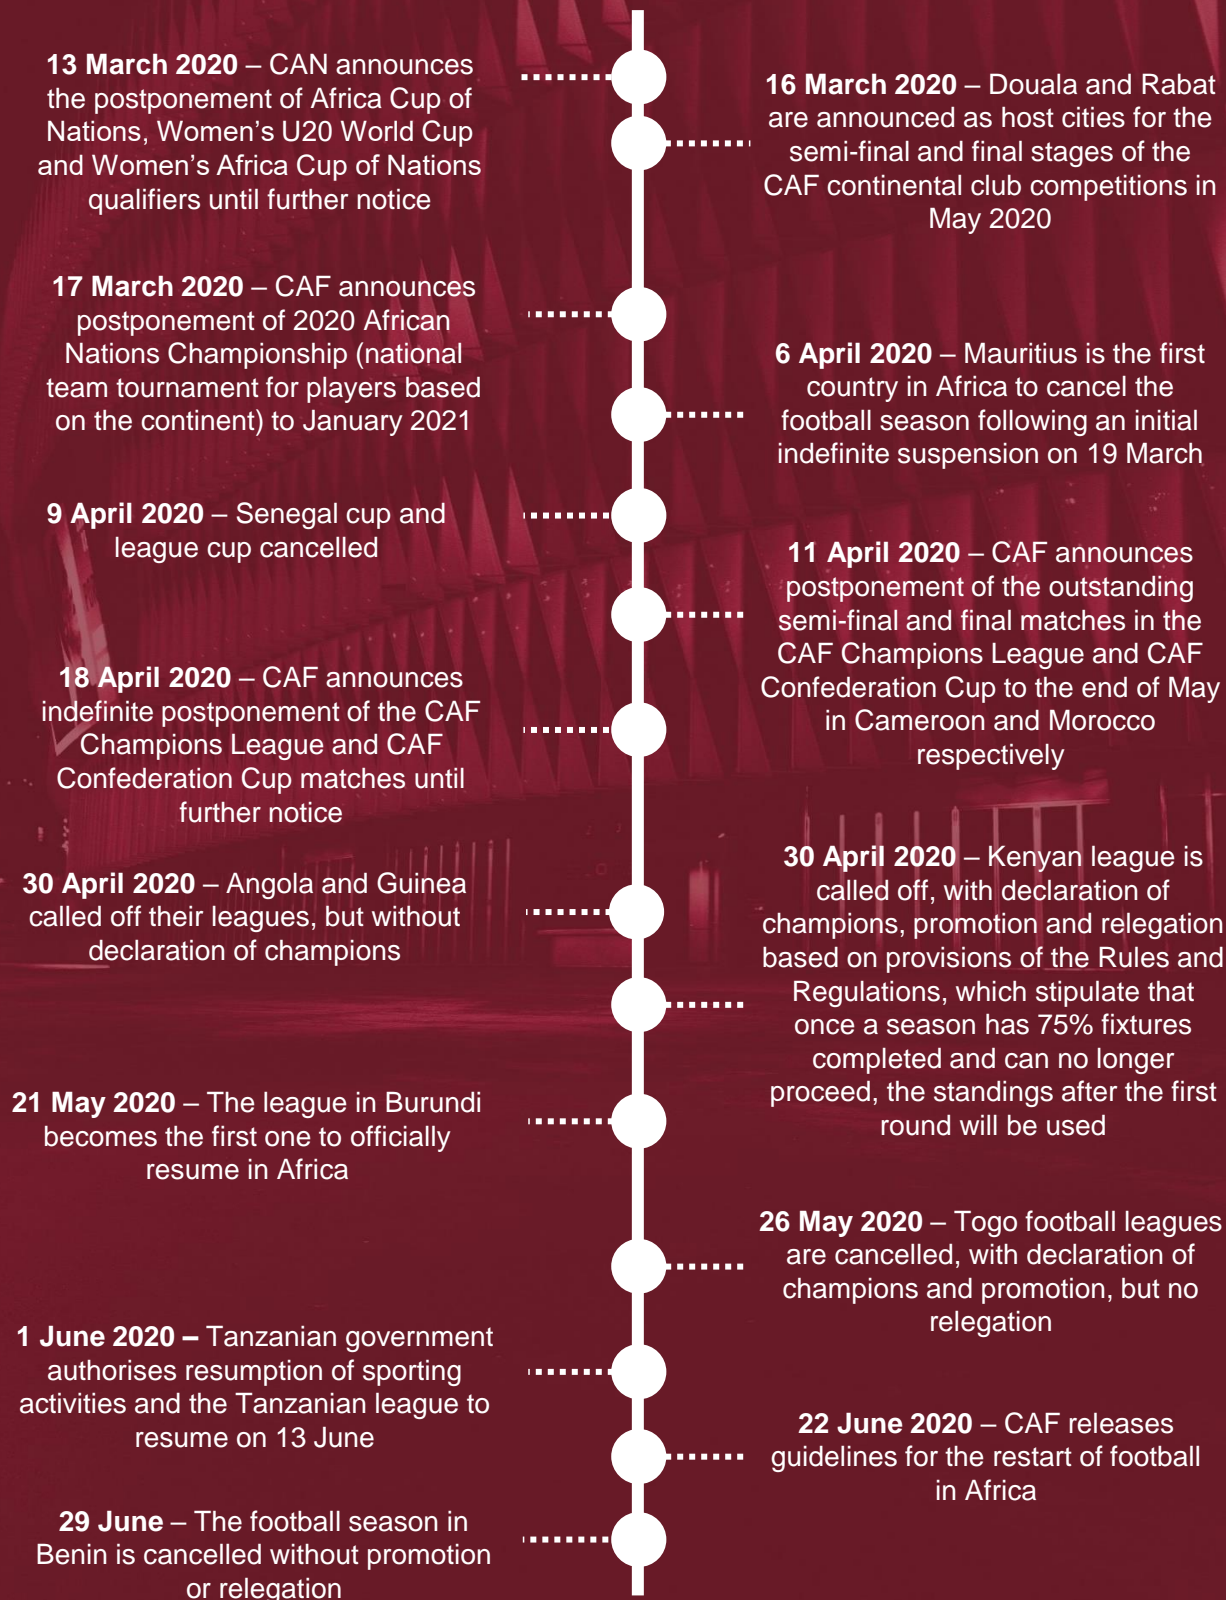 13 March 2020 – CAN announces
the postponement of Africa Cup of
Nations, Women's U20 World Cup
and Women's Africa Cup of Nations
qualifiers until further notice
16 March 2020 – Douala and Rabat
are announced as host cities for the
semi-final and final stages of the
CAF continental club competitions in
May 2020
17 March 2020 – CAF announces
postponement of 2020 African
Nations Championship (national
team tournament for players based
on the continent) to January 2021
6 April 2020 – Mauritius is the first
country in Africa to cancel the
football season following an initial
indefinite suspension on 19 March
9 April 2020 – Senegal cup and
league cup cancelled
11 April 2020 – CAF announces
postponement of the outstanding
semi-final and final matches in the
CAF Champions League and CAF
Confederation Cup to the end of May
in Cameroon and Morocco
respectively
18 April 2020 – CAF announces
indefinite postponement of the CAF
Champions League and CAF
Confederation Cup matches until
further notice
30 April 2020 – Angola and Guinea
called off their leagues, but without
declaration of champions
30 April 2020 – Kenyan league is
called off, with declaration of
champions, promotion and relegation
based on provisions of the Rules and
Regulations, which stipulate that
once a season has 75% fixtures
completed and can no longer
proceed, the standings after the first
round will be used
21 May 2020 – The league in Burundi
becomes the first one to officially
resume in Africa
26 May 2020 – Togo football leagues
are cancelled, with declaration of
champions and promotion, but no
relegation
1 June 2020 – Tanzanian government
authorises resumption of sporting
activities and the Tanzanian league to
resume on 13 June
22 June 2020 – CAF releases
guidelines for the restart of football
in Africa
29 June – The football season in
Benin is cancelled without promotion
or relegation